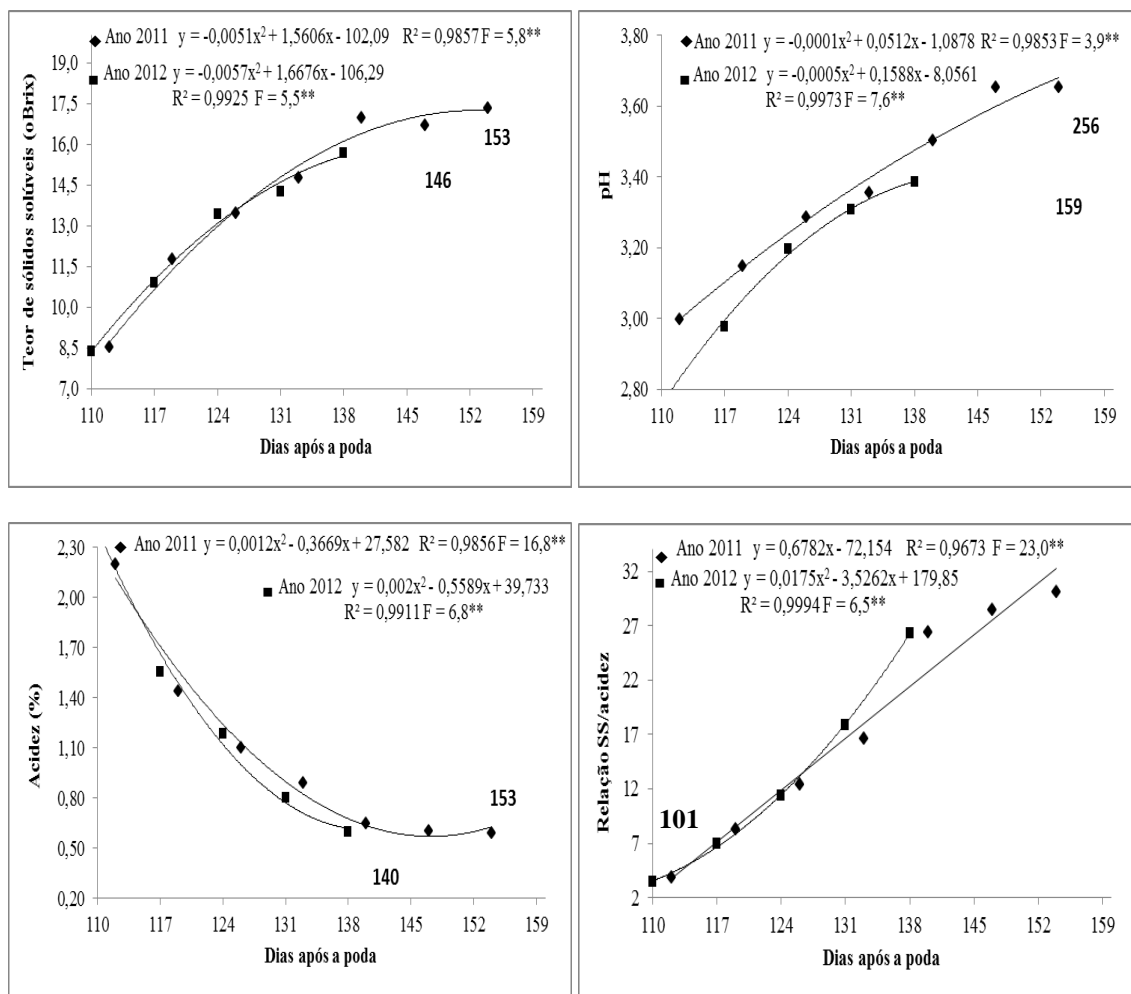 Ano 2011 y = -0,0051x² + 1,5606x - 102,09 R² = 0,9857 F = 5,8**
Ano 2012 y = -0,0057x² + 1,6676x - 106,29
R² = 0,9925 F = 5,5**
Teor de sólidos solúveis (oBrix)
19,0
17,5
16,0
14,5
13,0
11,5
10,0
8,5
7,0
153
146
110 117 124 131 138 145 152 159
Dias após a poda
Ano 2011 y = -0,0001x² + 0,0512x - 1,0878 R² = 0,9853 F = 3,9**
Ano 2012 y = -0,0005x² + 0,1588x - 8,0561
R² = 0,9973 F = 7,6**
pH
3,80
3,60
3,40
3,20
3,00
2,80
256
159
110 117 124 131 138 145 152 159
Dias após a poda
Ano 2011 y = 0,0012x² - 0,3669x + 27,582 R² = 0,9856 F = 16,8**
Ano 2012 y = 0,002x² - 0,5589x + 39,733
R² = 0,9911 F = 6,8**
Acidez (%)
2,30
2,00
1,70
1,40
1,10
0,80
0,50
0,20
153
140
110 117 124 131 138 145 152 159
Dias após a poda
Ano 2011 y = 0,6782x - 72,154 R² = 0,9673 F = 23,0**
Ano 2012 y = 0,0175x² - 3,5262x + 179,85
R² = 0,9994 F = 6,5**
Relação SS/acidez
32
27
22
17
12
7
2
101
110 117 124 131 138 145 152 159
Dias após a poda